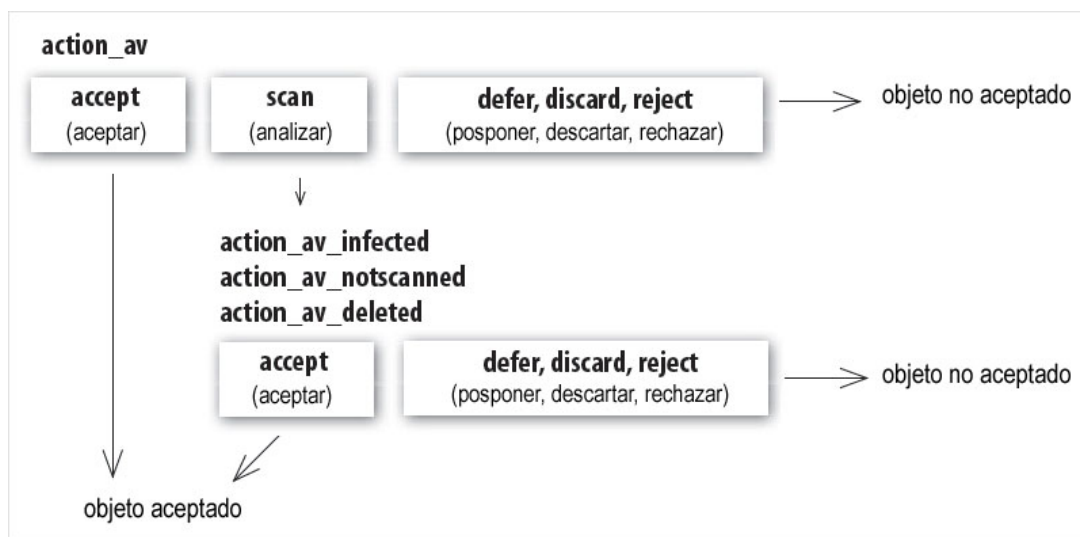 action_av
accept
(aceptar)
scan
(analizar)
defer, discard, reject
(posponer, descartar, rechazar)
objeto no aceptado
action_av_infected
action_av_notscanned
action_av_deleted
accept
(aceptar)
defer, discard, reject
(posponer, descartar, rechazar)
objeto no aceptado
objeto aceptado